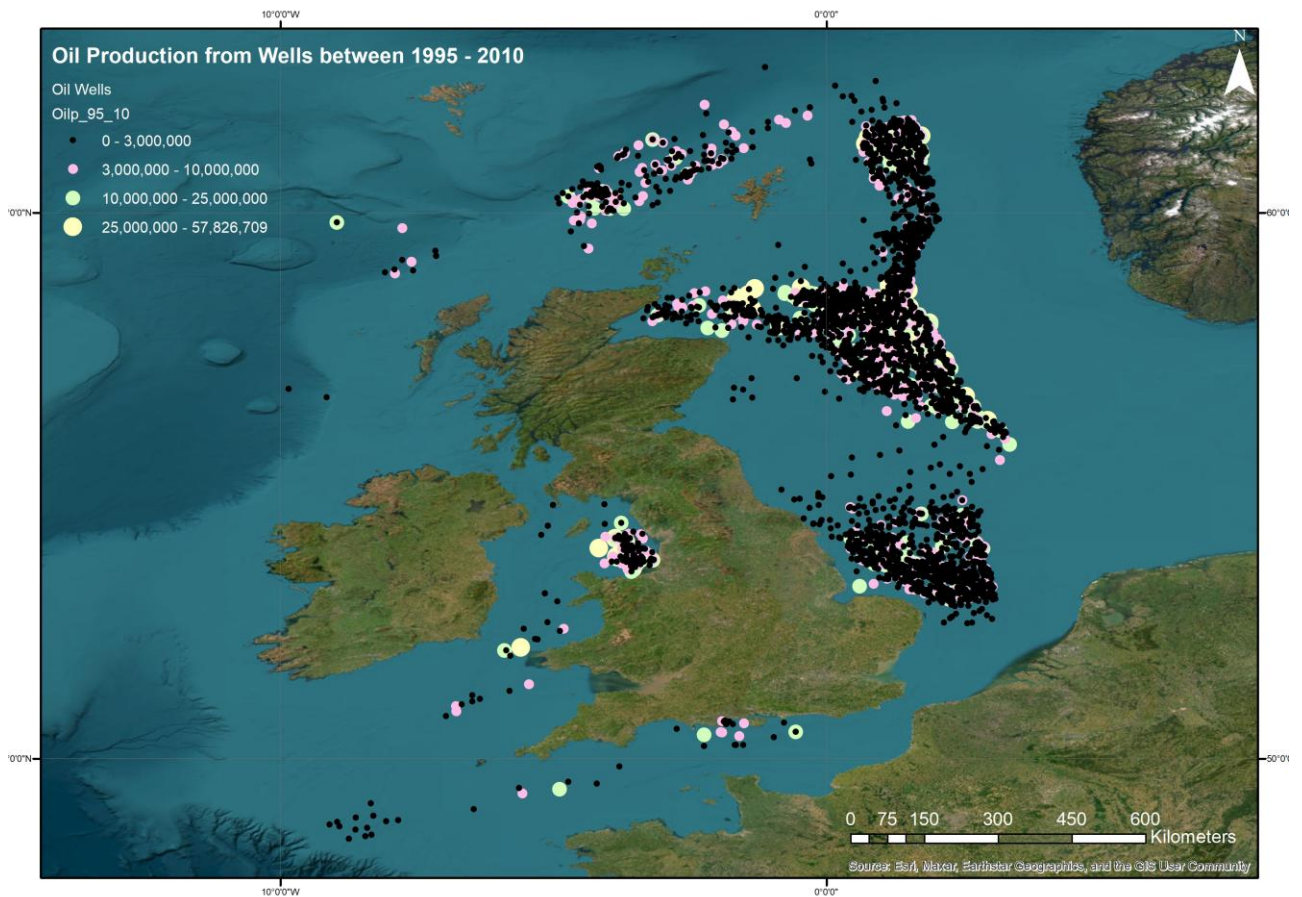 10°0'0"W 0°0'0"
Oil Production from Wells between 1995 - 2010
N
Oil Wells
Oilp_95_10
0 - 3,000,000
3,000,000 - 10,000,000
10,000,000 - 25,000,000
25,000,000 - 57,826,709
0 75 150 300 450 600
Kilometers
Source: Esri, Maxar, Earthstar Geographics, and the GIS User Community
10°0'0"W 0°0'0"